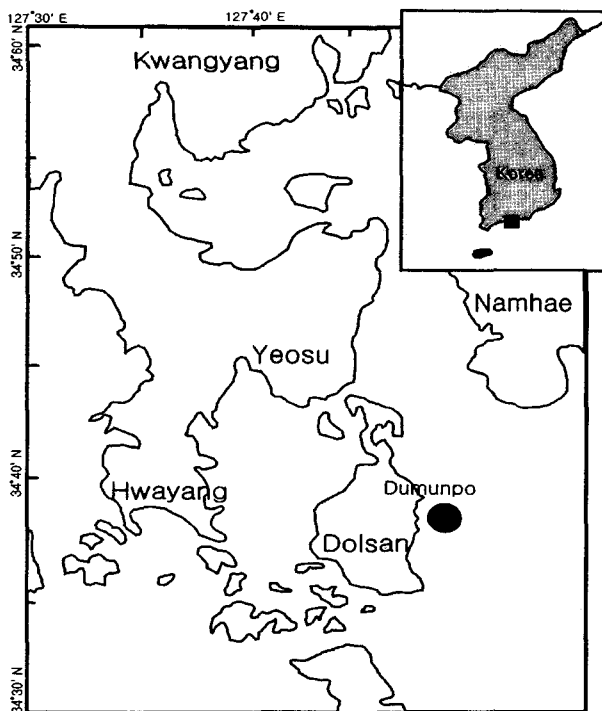 127°30' E
127°40' E
34°60' N
Kwangyang
Korea
34°50' N
Namhae
Yeosu
34°40' N
Hwayang
Dumunpo
Dolsan
34°30' N